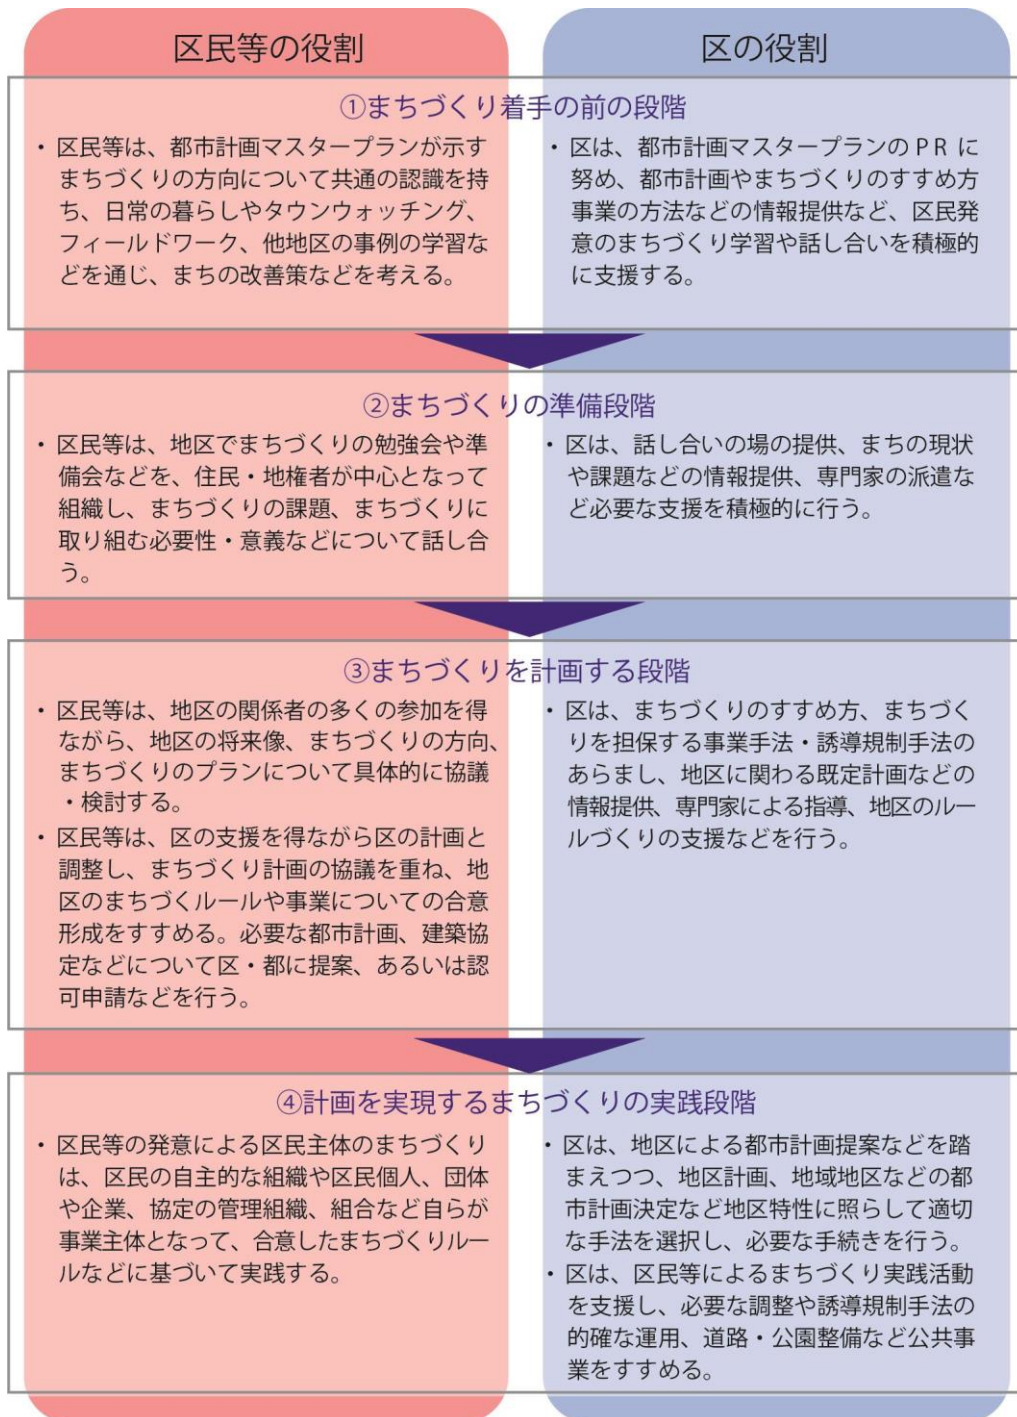 区民等の役割
区の役割
①まちづくり着手の前の段階
・区民等は、都市計画マスタープランが示す
まちづくりの方向について共通の認識を持
ち、日常の暮らしやタウンウォッチング、
フィールドワーク、他地区の事例の学習な
どを通じ、まちの改善策などを考える。
・区は、都市計画マスタープランのPRに
努め、都市計画やまちづくりのすすめ方
事業の方法などの情報提供など、区民発
意のまちづくり学習や話し合いを積極的
に支援する。
②まちづくりの準備段階
・区民等は、地区でまちづくりの勉強会や準
備会などを、住民・地権者が中心となって
組織し、まちづくりの課題、まちづくりに
取り組む必要性・意義などについて話し合
う。
・区は、話し合いの場の提供、まちの現状
や課題などの情報提供、専門家の派遣な
ど必要な支援を積極的に行う。
③まちづくりを計画する段階
・区民等は、地区の関係者の多くの参加を得
ながら、地区の将来像、まちづくりの方向、
まちづくりのプランについて具体的に協議
・検討する。
・区民等は、区の支援を得ながら区の計画と
調整し、まちづくり計画の協議を重ね、地
区のまちづくルールや事業についての合意
形成をすすめる。必要な都市計画、建築協
定などについて区・都に提案、あるいは認
可申請などを行う。
・区は、まちづくりのすすめ方、まちづく
りを担保する事業手法・誘導規制手法の
あらまし、地区に関わる既定計画などの
情報提供、専門家による指導、地区のルー
ルづくりの支援などを行う。
④計画を実現するまちづくりの実践段階
・区民等の発意による区民主体のまちづくり
は、区民の自主的な組織や区民個人、団体
や企業、協定の管理組織、組合など自らが
事業主体となって、合意したまちづくりルー
ルなどに基づいて実践する。
・区は、地区による都市計画提案などを踏
まえつつ、地区計画、地域地区などの都
市計画決定など地区特性に照らして適切
な手法を選択し、必要な手続きを行う。
・区は、区民等によるまちづくり実践活動
を支援し、必要な調整や誘導規制手法の
的確な運用、道路・公園整備など公共事
業をすすめる。